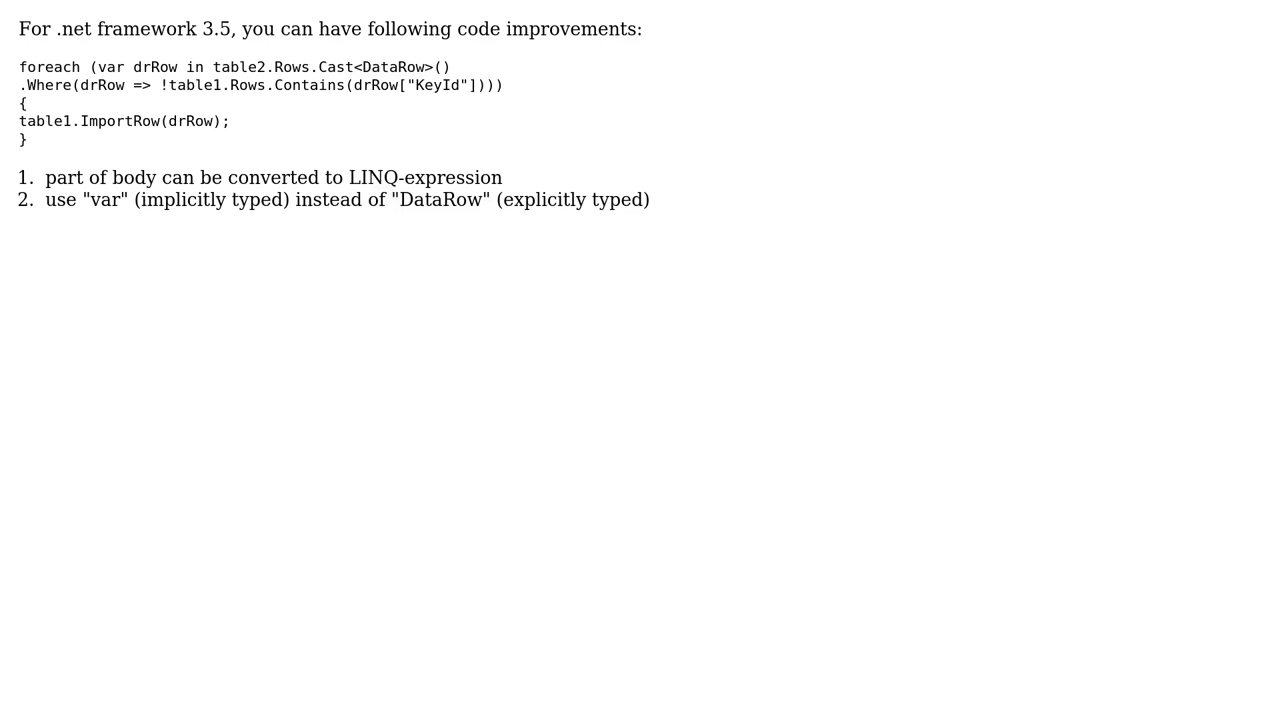 For .net framework 3.5, you can have following code improvements:
foreach (var drRow in table2.Rows.Cast<DataRow>()
.Where(drRow => !table1.Rows.Contains(drRow["KeyId"])))
{
table1.ImportRow(drRow);
}
1. part of body can be converted to LINQ-expression
2. use "var" (implicitly typed) instead of "DataRow" (explicitly typed)